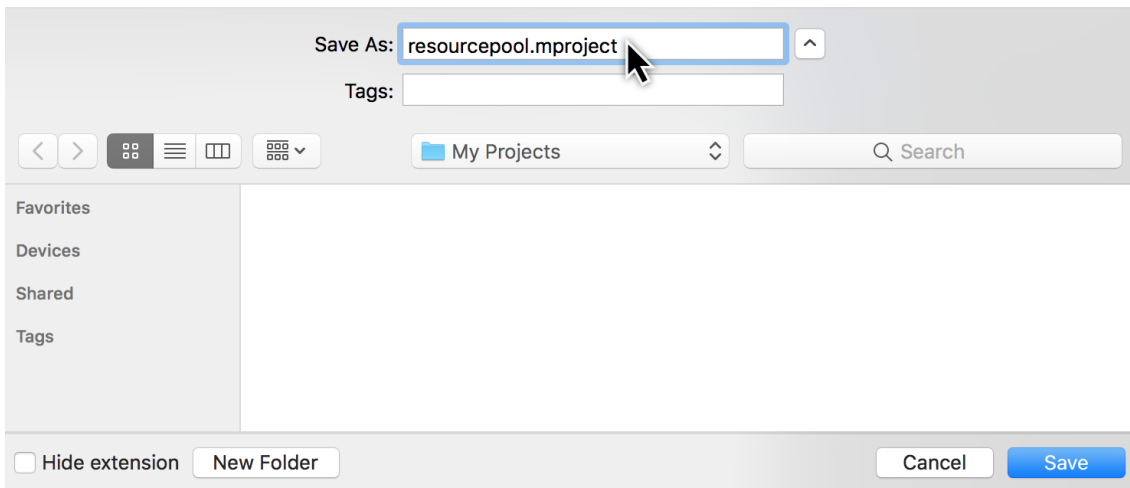 Save As: resourcepool.mproject
Tags:
My Projects
Search
Favorites
Devices
Shared
Tags
Hide extension New Folder Cancel Save